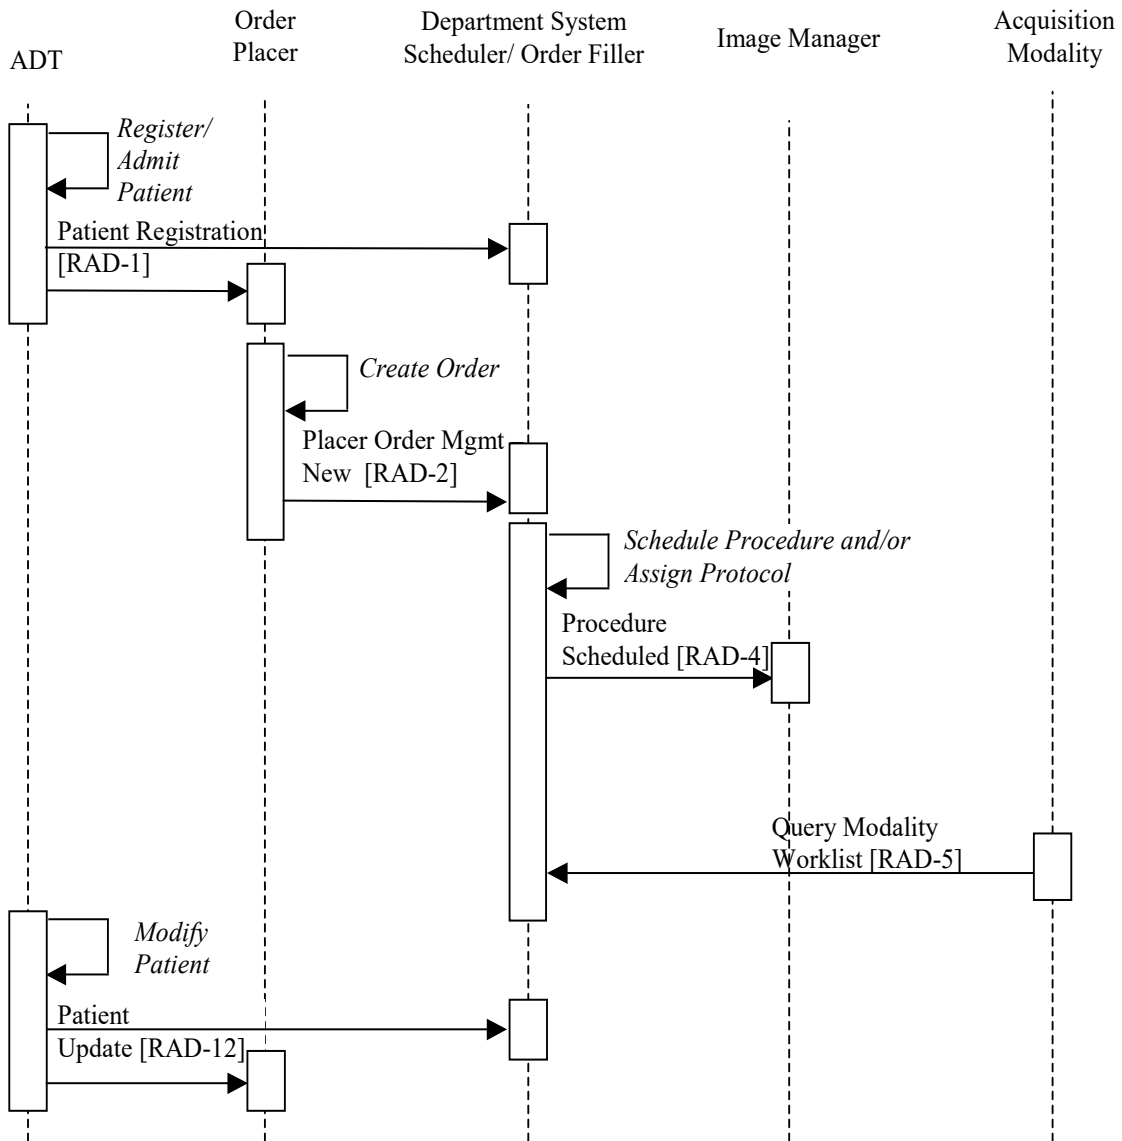 ADT
Order
Placer
Department System
Scheduler/ Order Filler
Image Manager
Acquisition
Modality
Register/
Admit
Patient
Patient Registration
[RAD-1]
Create Order
Placer Order Mgmt
New [RAD-2]
Schedule Procedure and/or
Assign Protocol
Procedure
Scheduled [RAD-4]
Query Modality
Worklist [RAD-5]
Modify
Patient
Patient
Update [RAD-12]